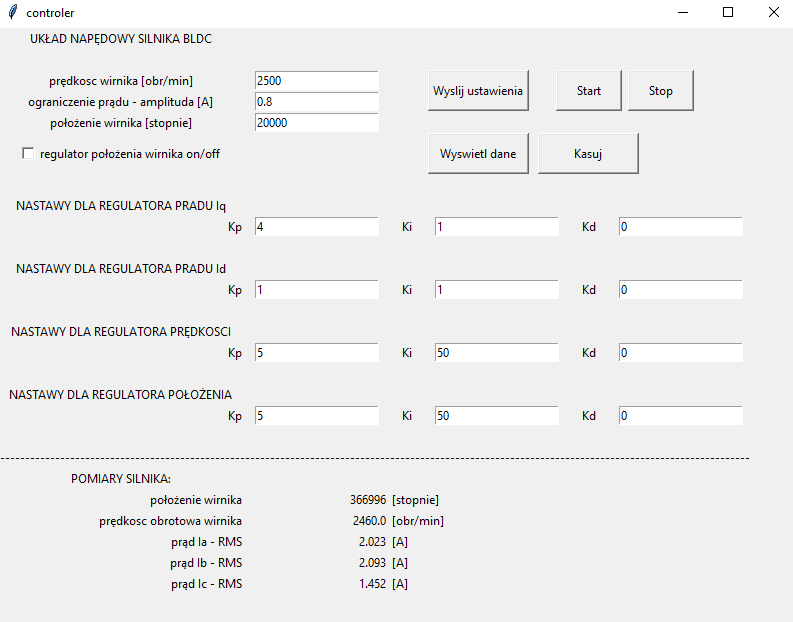 controler
UKŁAD NAPĘDOWY SILNIKA BLDC
prędkosc wirnika [obr/min] 2500
ograniczenie prądu - amplituda [A] 0.8
położenie wirnika [stopnie] 20000
Wyslij ustawienia Start Stop
regulator położenia wirnika on/off
Wyswietl dane Kasuj
NASTAWY DLA REGULATORA PRADU Iq
Kp 4 Ki 1 Kd 0
NASTAWY DLA REGULATORA PRADU Id
Kp 1 Ki 1 Kd 0
NASTAWY DLA REGULATORA PRĘDKOSCI
Kp 5 Ki 50 Kd 0
NASTAWY DLA REGULATORA POŁOŻENIA
Kp 5 Ki 50 Kd 0
POMIARY SILNIKA:
położenie wirnika 366996 [stopnie]
prędkosc obrotowa wirnika 2460.0 [obr/min]
prąd Ia - RMS 2.023 [A]
prąd Ib - RMS 2.093 [A]
prąd Ic - RMS 1.452 [A]